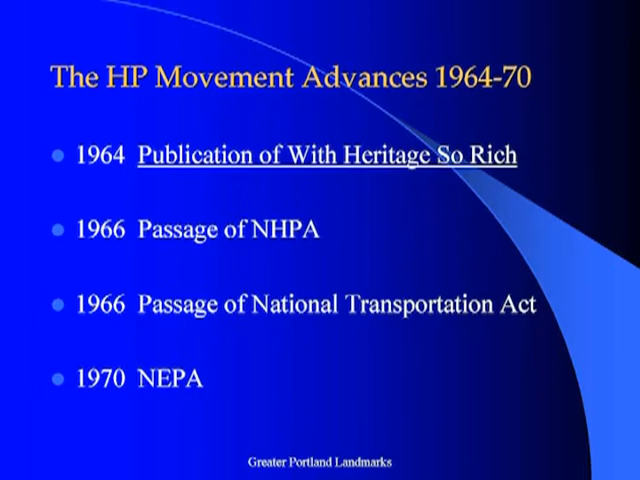 The HP Movement Advances 1964-70
1964 Publication of With Heritage So Rich
1966 Passage of NHPA
1966 Passage of National Transportation Act
1970 NEPA
Greater Portland Landmarks